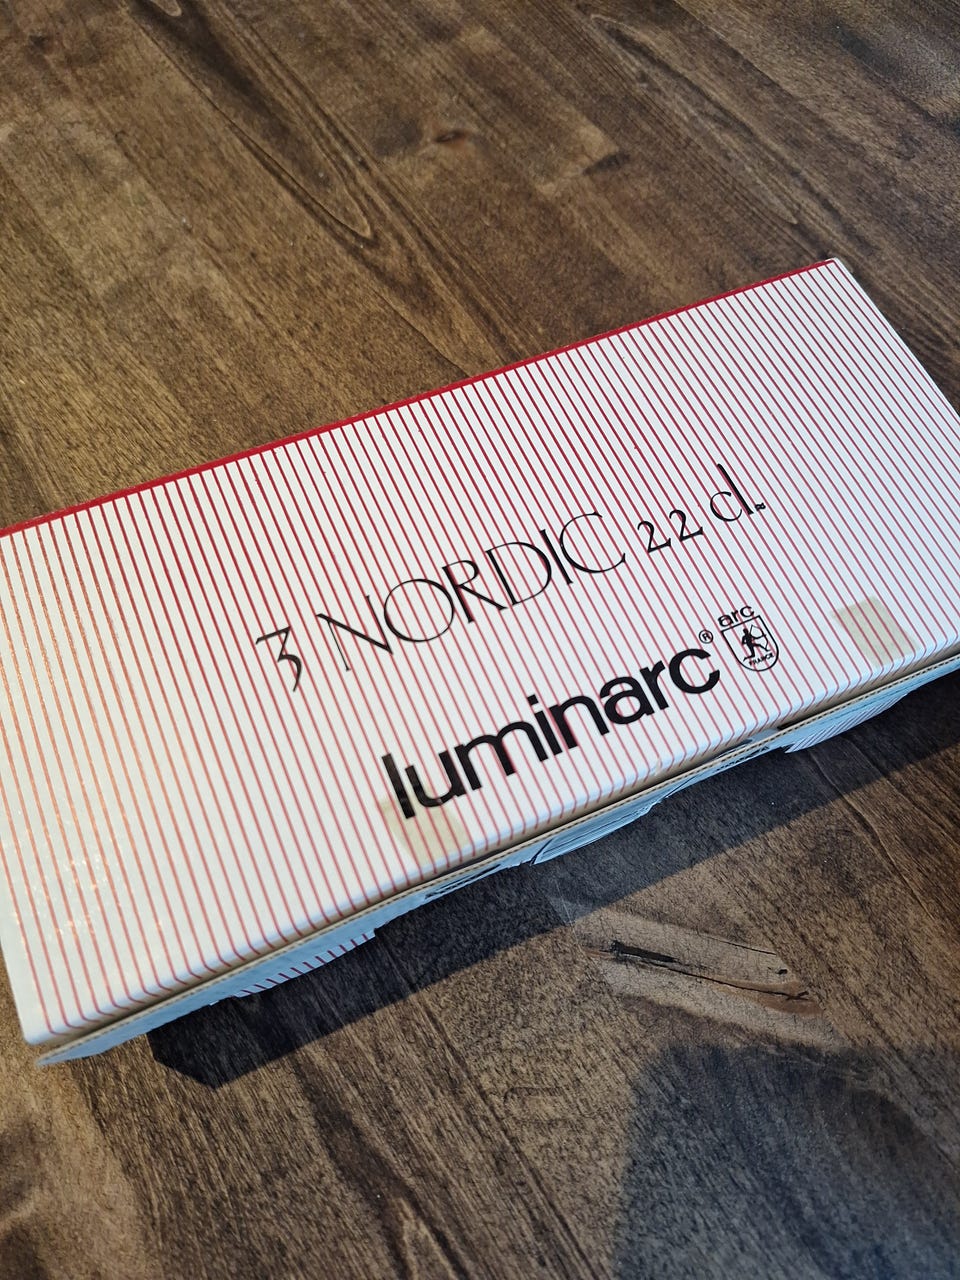 3 NORDIC 22 cl.
luminarc®
arc
FRANCE